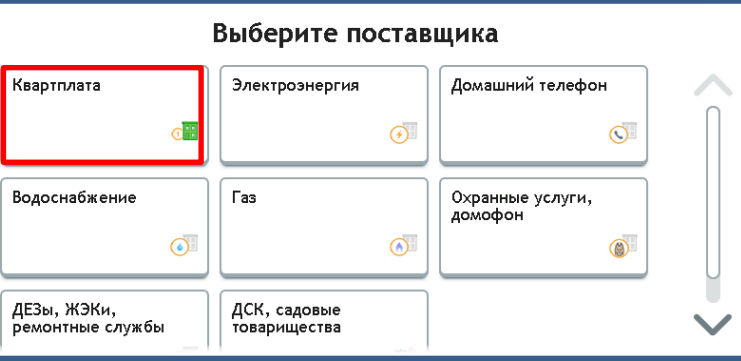 Выберите поставщика
Квартплата
Электроэнергия
Домашний телефон
Водоснабжение
Газ
Охранные услуги,
домофон
ДЕЗы, ЖЭКи,
ремонтные службы
ДСК, садовые
товарищества